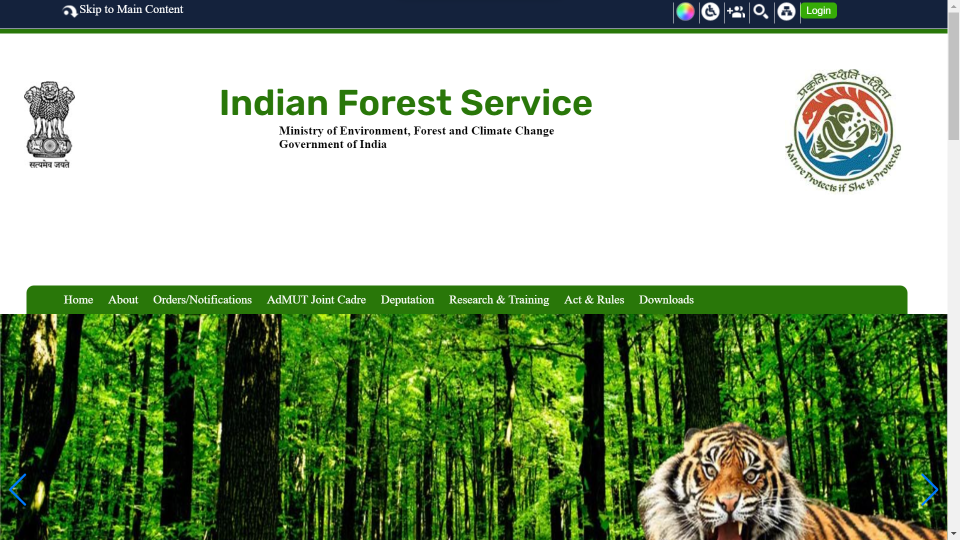 Skip to Main Content
Login
Indian Forest Service
Ministry of Environment, Forest and Climate Change
Government of India
सत्यमेव जयते
प्रकृतिः रक्षति रक्षिता
Nature Protects if She is Protected
Home About Orders/Notifications AdMUT Joint Cadre Deputation Research & Training Act & Rules Downloads